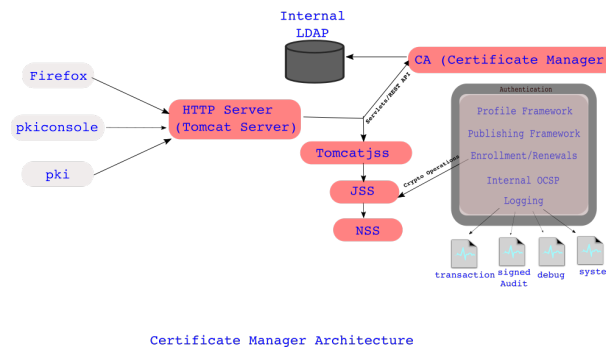 Internal
LDAP
CA (Certificate Manager
Firefox
pkiconsole
pki
HTTP Server
(Tomcat Server)
Servlets/REST API
Tomcatjss
JSS
NSS
Crypto Operations
Authentication
Profile Framework
Publishing Framework
Enrollment/Renewals
Internal OCSP
Logging
transaction
signed
Audit
debug
syste
Certificate Manager Architecture